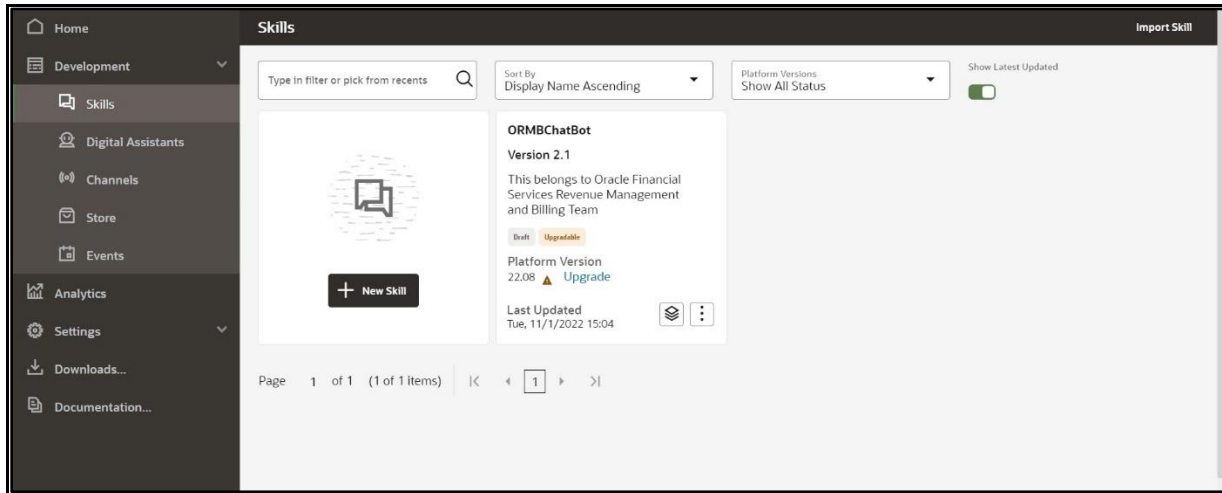 Home
Development
Skills
Digital Assistants
Channels
Store
Events
Analytics
Settings
Downloads...
Documentation...
Skills
Import Skill
Type in filter or pick from recents
Sort By
Display Name Ascending
Platform Versions
Show All Status
Show Latest Updated
New Skill
ORMBChatBot
Version 2.1
This belongs to Oracle Financial
Services Revenue Management
and Billing Team
Draft Upgradable
Platform Version
22.08 Upgrade
Last Updated
Tue, 11/1/2022 15:04
Page 1 of 1 (1 of 1 items) 1